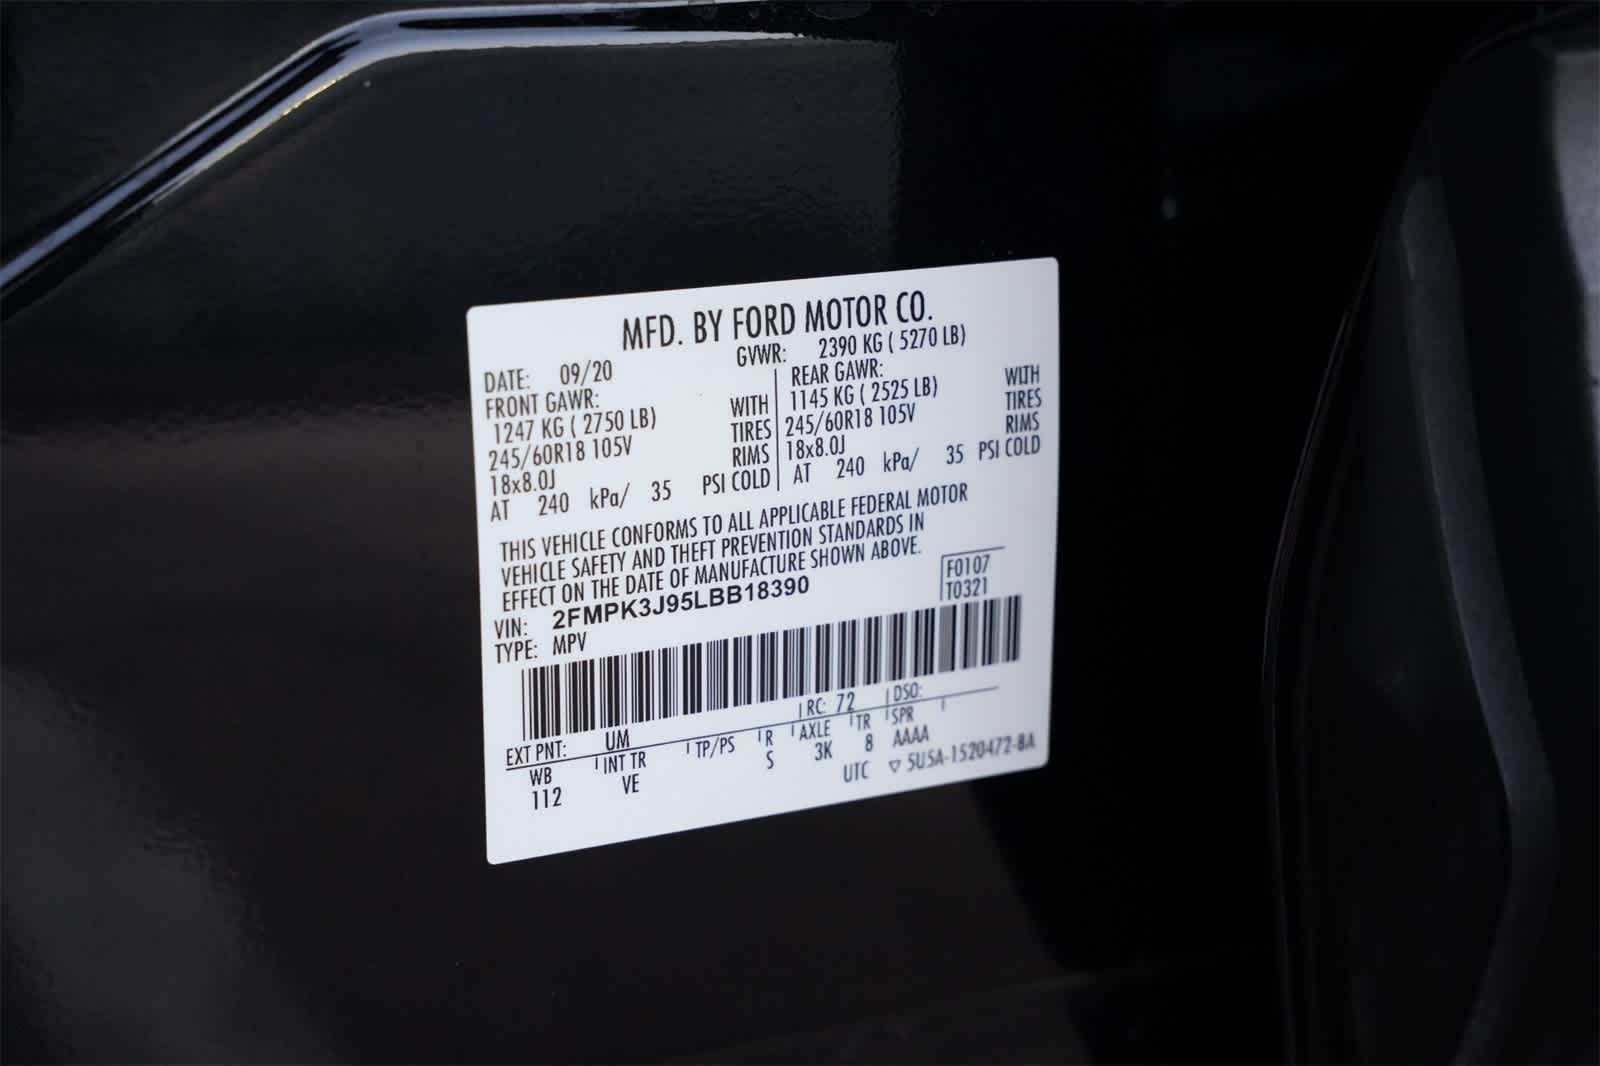 MFD. BY FORD MOTOR CO.
DATE: 09/20 GVWR: 2390 KG ( 5270 LB)
FRONT GAWR: REAR GAWR:
1247 KG ( 2750 LB) WITH 1145 KG ( 2525 LB) WITH
245/60R18 105V TIRES 245/60R18 105V TIRES
18x8.0J RIMS 18x8.0J RIMS
AT 240 kPa/ 35 PSI COLD AT 240 kPa/ 35 PSI COLD
THIS VEHICLE CONFORMS TO ALL APPLICABLE FEDERAL MOTOR
VEHICLE SAFETY AND THEFT PREVENTION STANDARDS IN
EFFECT ON THE DATE OF MANUFACTURE SHOWN ABOVE.
VIN: 2FMPK3J95LBB18390 F0107
TYPE: MPV T0321
EXT PNT: UM RC: 72 DSO:
WB INT TR TP/PS R AXLE TR SPR
112 VE S 3K 8 AAAA
UTC ▽ 5U5A-1520472-BA